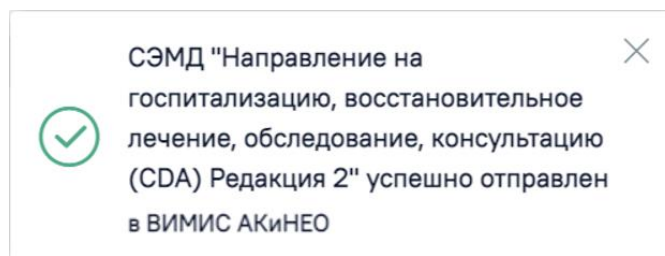 СЭМД "Направление на
госпитализацию, восстановительное
лечение, обследование, консультацию
(CDA) Редакция 2" успешно отправлен
в ВИМИС АКиНЕО